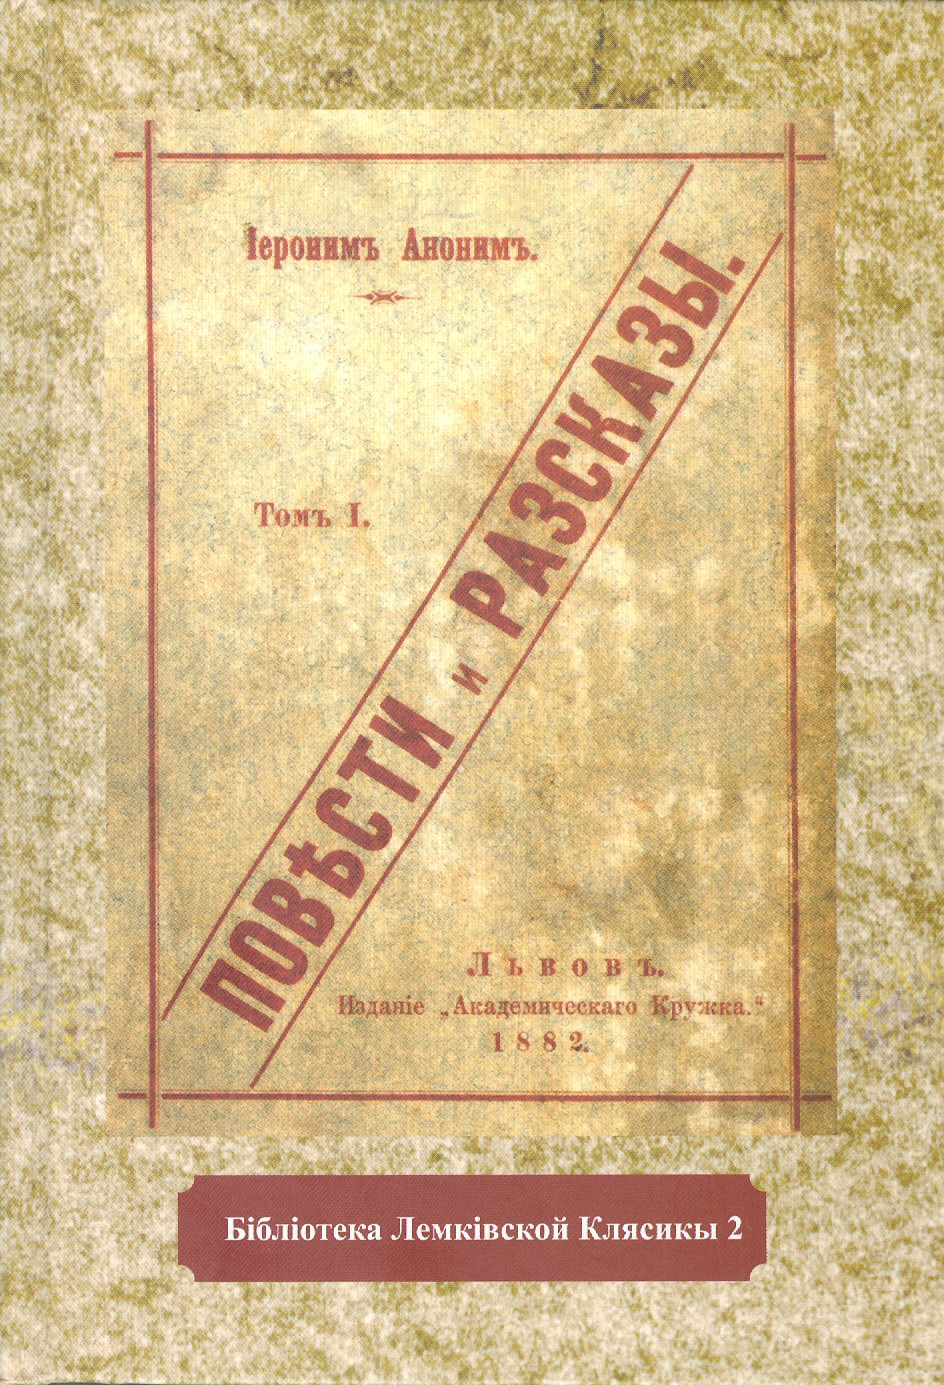 Іеронимъ Анонимъ.
Томъ I.
ПОВѢСТИ и РАЗСКАЗЫ.
Львовъ.
Изданіе „Академическаго Кружка.“
1882.
Бібліотека Лемківской Клясикы 2